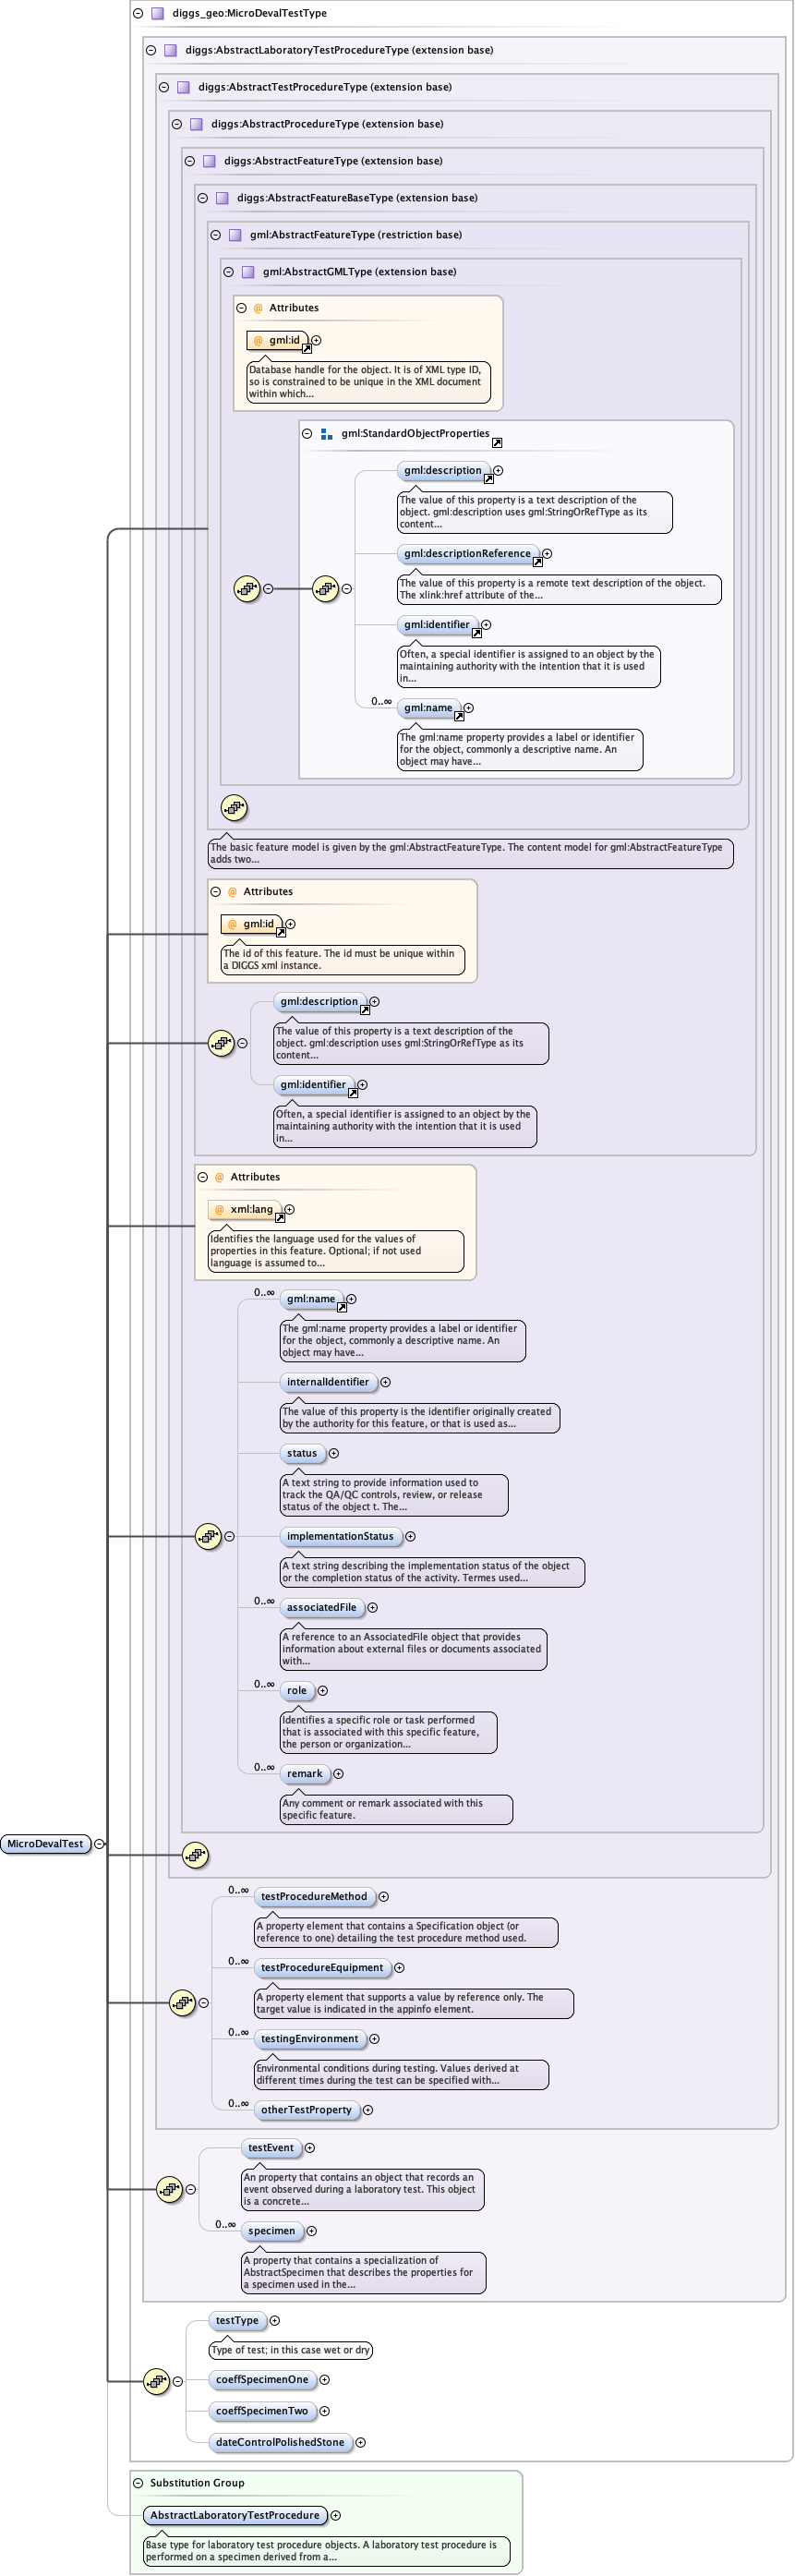 diggs_geo:MicroDevalTestType
diggs:AbstractLaboratoryTestProcedureType (extension base)
diggs:AbstractTestProcedureType (extension base)
diggs:AbstractProcedureType (extension base)
diggs:AbstractFeatureType (extension base)
diggs:AbstractFeatureBaseType (extension base)
gml:AbstractFeatureType (restriction base)
gml:AbstractGMLType (extension base)
@ Attributes
@ gml:id
Database handle for the object. It is of XML type ID,
so is constrained to be unique in the XML document
within which...
gml:StandardObjectProperties
gml:description
The value of this property is a text description of the
object. gml:description uses gml:StringOrRefType as its
content...
gml:descriptionReference
The value of this property is a remote text description of the object.
The xlink:href attribute of the...
gml:identifier
Often, a special identifier is assigned to an object by the
maintaining authority with the intention that it is used
in...
0..∞
gml:name
The gml:name property provides a label or identifier
for the object, commonly a descriptive name. An
object may have...
The basic feature model is given by the gml:AbstractFeatureType. The content model for gml:AbstractFeatureType
adds two...
@ Attributes
@ gml:id
The id of this feature. The id must be unique within
a DIGGS xml instance.
gml:description
The value of this property is a text description of the
object. gml:description uses gml:StringOrRefType as its
content...
gml:identifier
Often, a special identifier is assigned to an object by the
maintaining authority with the intention that it is used
in...
@ Attributes
@ xml:lang
Identifies the language used for the values of
properties in this feature. Optional; if not used
language is assumed to...
0..∞
gml:name
The gml:name property provides a label or identifier
for the object, commonly a descriptive name. An
object may have...
internalIdentifier
The value of this property is the identifier originally created
by the authority for this feature, or that is used as...
status
A text string to provide information used to
track the QA/QC controls, review, or release
status of the object t. The...
implementationStatus
A text string describing the implementation status of the object
or the completion status of the activity. Termes used...
0..∞
associatedFile
A reference to an AssociatedFile object that provides
information about external files or documents associated
with...
0..∞
role
Identifies a specific role or task performed
that is associated with this specific feature,
the person or organization...
0..∞
remark
Any comment or remark associated with this
specific feature.
MicroDevalTest
0..∞
testProcedureMethod
A property element that contains a Specification object (or
reference to one) detailing the test procedure method used.
0..∞
testProcedureEquipment
A property element that supports a value by reference only. The
target value is indicated in the appinfo element.
0..∞
testingEnvironment
Environmental conditions during testing. Values derived at
different times during the test can be specified with...
0..∞
otherTestProperty
testEvent
An property that contains an object that records an
event observed during a laboratory test. This object
is a concrete...
0..∞
specimen
A property that contains a specialization of
AbstractSpecimen that describes the properties for
a specimen used in the...
testType
Type of test; in this case wet or dry
coeffSpecimenOne
coeffSpecimenTwo
dateControlPolishedStone
Substitution Group
AbstractLaboratoryTestProcedure
Base type for laboratory test procedure objects. A laboratory test procedure is
performed on a specimen derived from a...